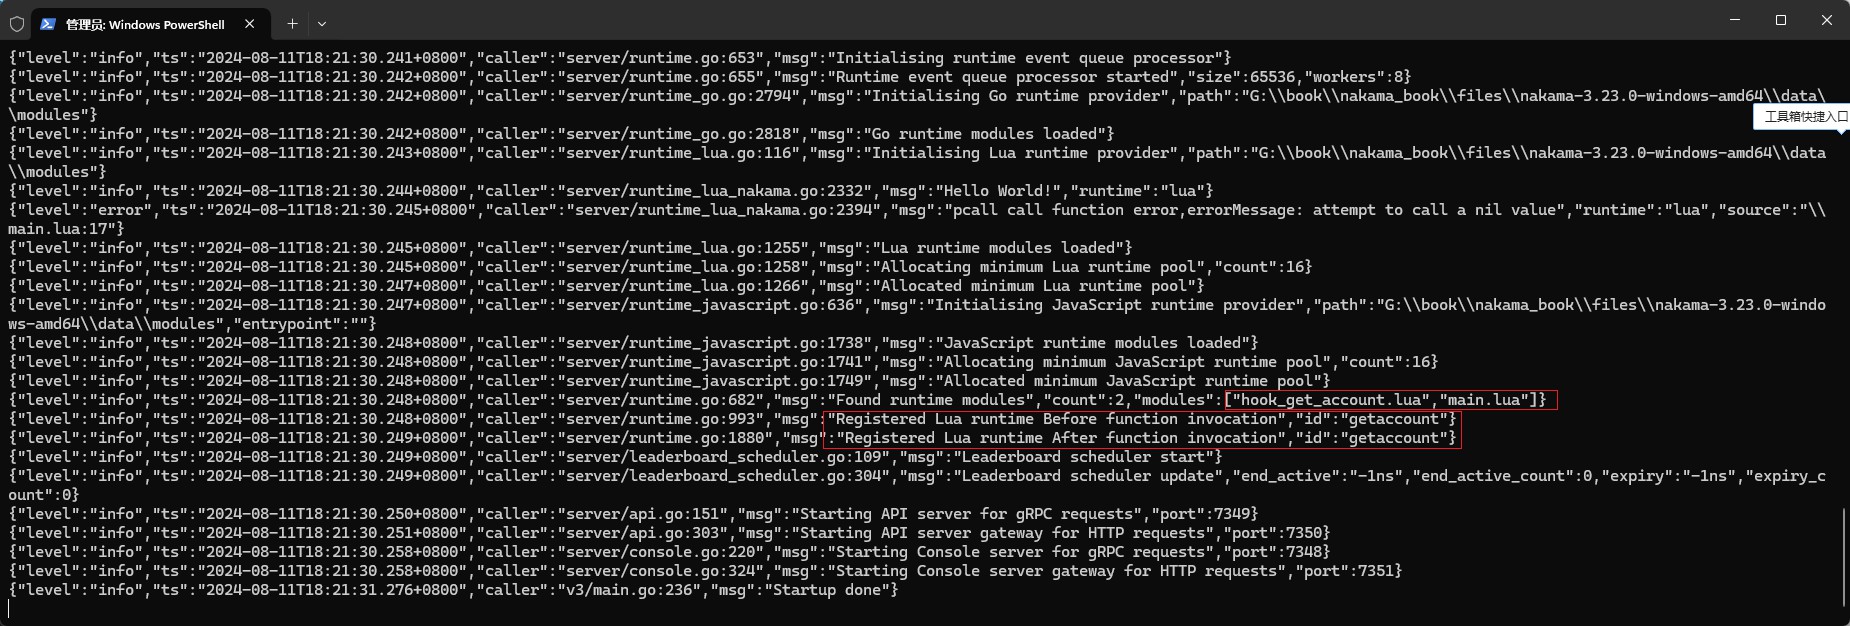 管理员: Windows PowerShell
{"level":"info","ts":"2024-08-11T18:21:30.241+0800","caller":"server/runtime.go:653","msg":"Initialising runtime event queue processor"}
{"level":"info","ts":"2024-08-11T18:21:30.242+0800","caller":"server/runtime.go:655","msg":"Runtime event queue processor started","size":65536,"workers":8}
{"level":"info","ts":"2024-08-11T18:21:30.242+0800","caller":"server/runtime_go.go:2794","msg":"Initialising Go runtime provider","path":"G:\\book\\nakama_book\\files\\nakama-3.23.0-windows-amd64\\data\
\modules"}
工具箱快捷入口
{"level":"info","ts":"2024-08-11T18:21:30.242+0800","caller":"server/runtime_go.go:2818","msg":"Go runtime modules loaded"}
{"level":"info","ts":"2024-08-11T18:21:30.243+0800","caller":"server/runtime_lua.go:116","msg":"Initialising Lua runtime provider","path":"G:\\book\\nakama_book\\files\\nakama-3.23.0-windows-amd64\\data
\\modules"}
{"level":"info","ts":"2024-08-11T18:21:30.244+0800","caller":"server/runtime_lua_nakama.go:2332","msg":"Hello World!","runtime":"lua"}
{"level":"error","ts":"2024-08-11T18:21:30.245+0800","caller":"server/runtime_lua_nakama.go:2394","msg":"pcall call function error,errorMessage: attempt to call a nil value","runtime":"lua","source":"\\
main.lua:17"}
{"level":"info","ts":"2024-08-11T18:21:30.245+0800","caller":"server/runtime_lua.go:1255","msg":"Lua runtime modules loaded"}
{"level":"info","ts":"2024-08-11T18:21:30.245+0800","caller":"server/runtime_lua.go:1258","msg":"Allocating minimum Lua runtime pool","count":16}
{"level":"info","ts":"2024-08-11T18:21:30.247+0800","caller":"server/runtime_lua.go:1266","msg":"Allocated minimum Lua runtime pool"}
{"level":"info","ts":"2024-08-11T18:21:30.247+0800","caller":"server/runtime_javascript.go:636","msg":"Initialising JavaScript runtime provider","path":"G:\\book\\nakama_book\\files\\nakama-3.23.0-windo
ws-amd64\\data\\modules","entrypoint":""}
{"level":"info","ts":"2024-08-11T18:21:30.248+0800","caller":"server/runtime_javascript.go:1738","msg":"JavaScript runtime modules loaded"}
{"level":"info","ts":"2024-08-11T18:21:30.248+0800","caller":"server/runtime_javascript.go:1741","msg":"Allocating minimum JavaScript runtime pool","count":16}
{"level":"info","ts":"2024-08-11T18:21:30.248+0800","caller":"server/runtime_javascript.go:1749","msg":"Allocated minimum JavaScript runtime pool"}
{"level":"info","ts":"2024-08-11T18:21:30.248+0800","caller":"server/runtime.go:682","msg":"Found runtime modules","count":2,"modules":["hook_get_account.lua","main.lua"]}
{"level":"info","ts":"2024-08-11T18:21:30.249+0800","caller":"server/runtime.go:993","msg":"Registered Lua runtime Before function invocation","id":"getaccount"}
{"level":"info","ts":"2024-08-11T18:21:30.249+0800","caller":"server/runtime.go:1880","msg":"Registered Lua runtime After function invocation","id":"getaccount"}
{"level":"info","ts":"2024-08-11T18:21:30.249+0800","caller":"server/leaderboard_scheduler.go:109","msg":"Leaderboard scheduler start"}
{"level":"info","ts":"2024-08-11T18:21:30.249+0800","caller":"server/leaderboard_scheduler.go:304","msg":"Leaderboard scheduler update","end_active":"-1ns","end_active_count":0,"expiry":"-1ns","expiry_c
ount":0}
{"level":"info","ts":"2024-08-11T18:21:30.250+0800","caller":"server/api.go:151","msg":"Starting API server for gRPC requests","port":7349}
{"level":"info","ts":"2024-08-11T18:21:30.251+0800","caller":"server/api.go:303","msg":"Starting API server gateway for HTTP requests","port":7350}
{"level":"info","ts":"2024-08-11T18:21:30.258+0800","caller":"server/console.go:220","msg":"Starting Console server for gRPC requests","port":7348}
{"level":"info","ts":"2024-08-11T18:21:30.258+0800","caller":"server/console.go:324","msg":"Starting Console server gateway for HTTP requests","port":7351}
{"level":"info","ts":"2024-08-11T18:21:31.276+0800","caller":"v3/main.go:236","msg":"Startup done"}